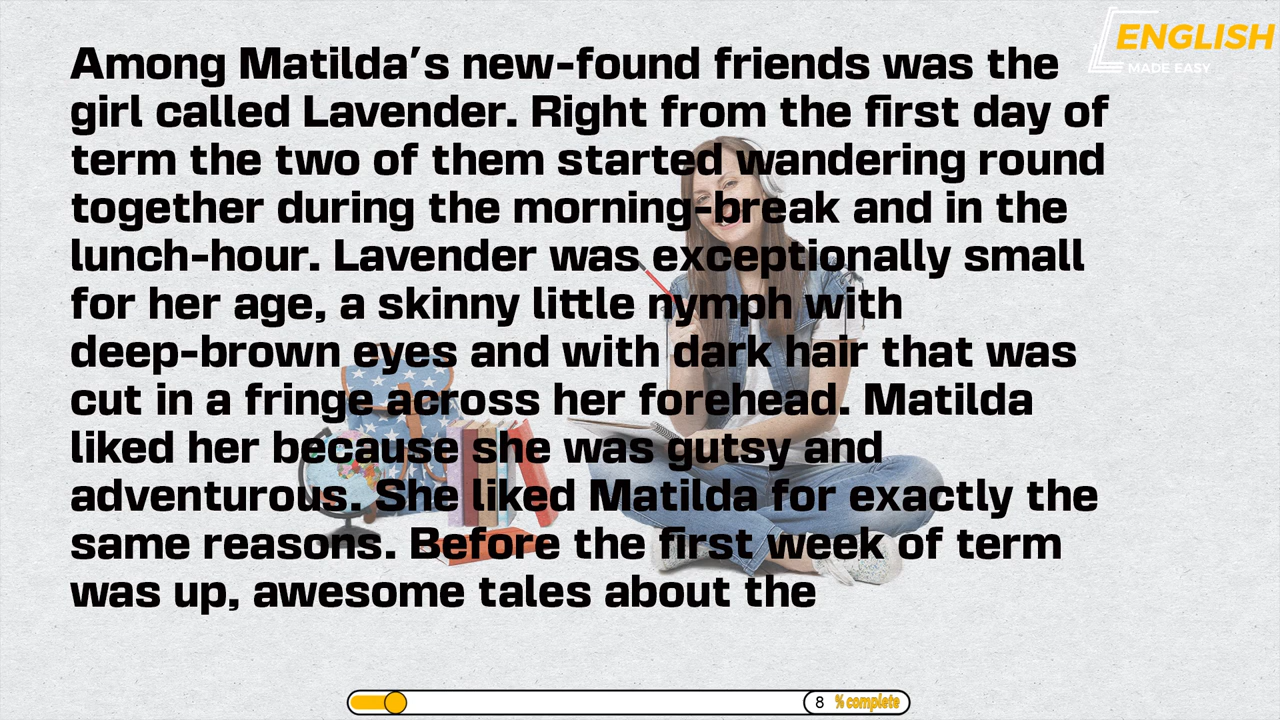 ENGLISH
MADE EASY
Among Matilda's new-found friends was the
girl called Lavender. Right from the first day of
term the two of them started wandering round
together during the morning-break and in the
lunch-hour. Lavender was exceptionally small
for her age, a skinny little nymph with
deep-brown eyes and with dark hair that was
cut in a fringe across her forehead. Matilda
liked her because she was gutsy and
adventurous. She liked Matilda for exactly the
same reasons. Before the first week of term
was up, awesome tales about the
8 % complete